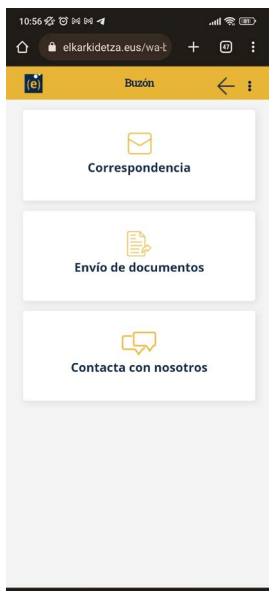 10:56
elkarkidetza.eus/wa-t
47
(e)
Buzón
Correspondencia
Envío de documentos
Contacta con nosotros